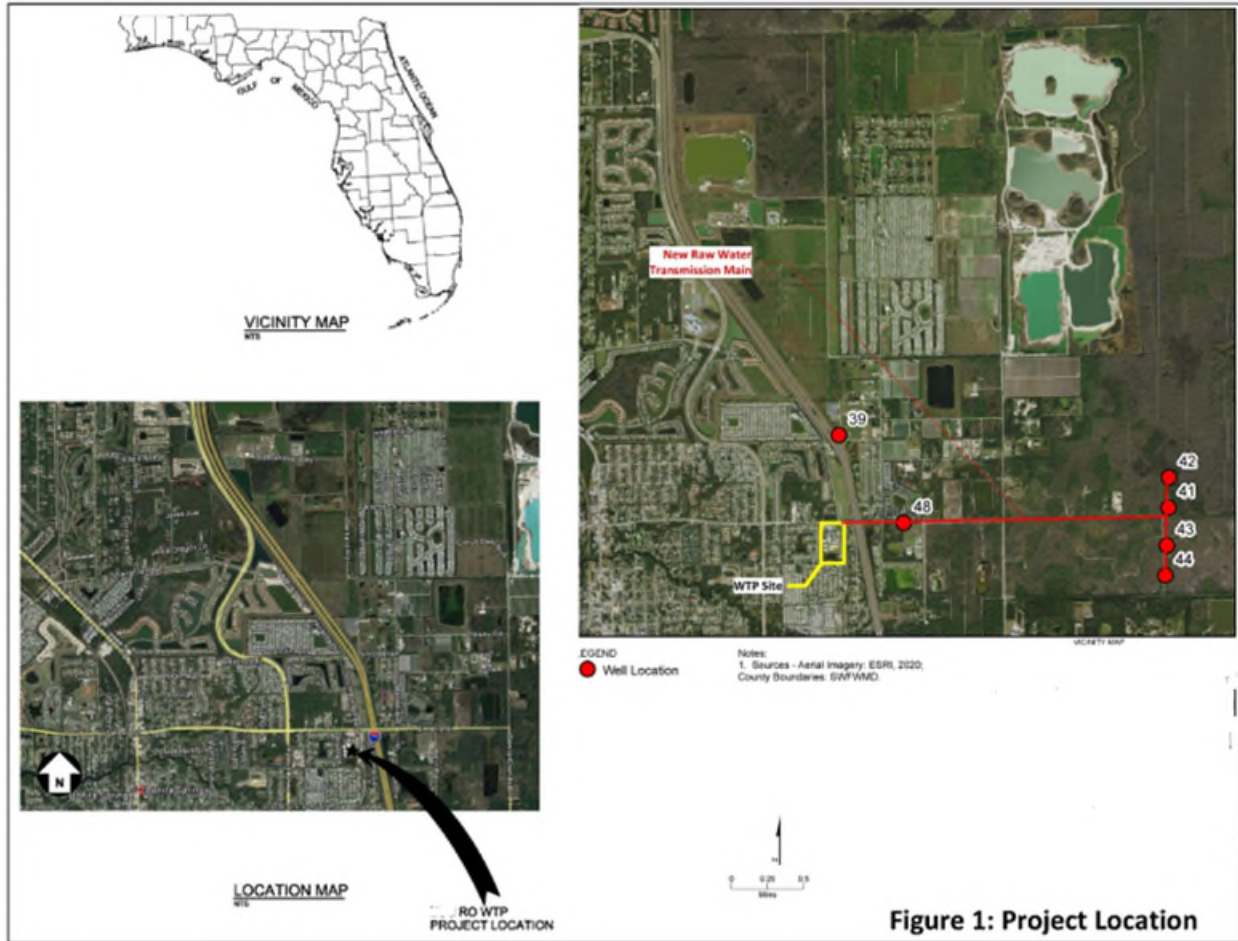 ATLANTIC OCEAN
GULF OF MEXICO
VICINITY MAP
NTS
New Raw Water
Transmission Main
39
42
41
48
43
44
WTP Site
VICINITY MAP
.EGEND
Well Location
Notes:
1. Sources - Aerial Imagery: ESRI, 2020;
County Boundaries: SWFWMD.
N
LOCATION MAP
NTS
RO WTP
PROJECT LOCATION
0 0.25 0.5
Miles
Figure 1: Project Location